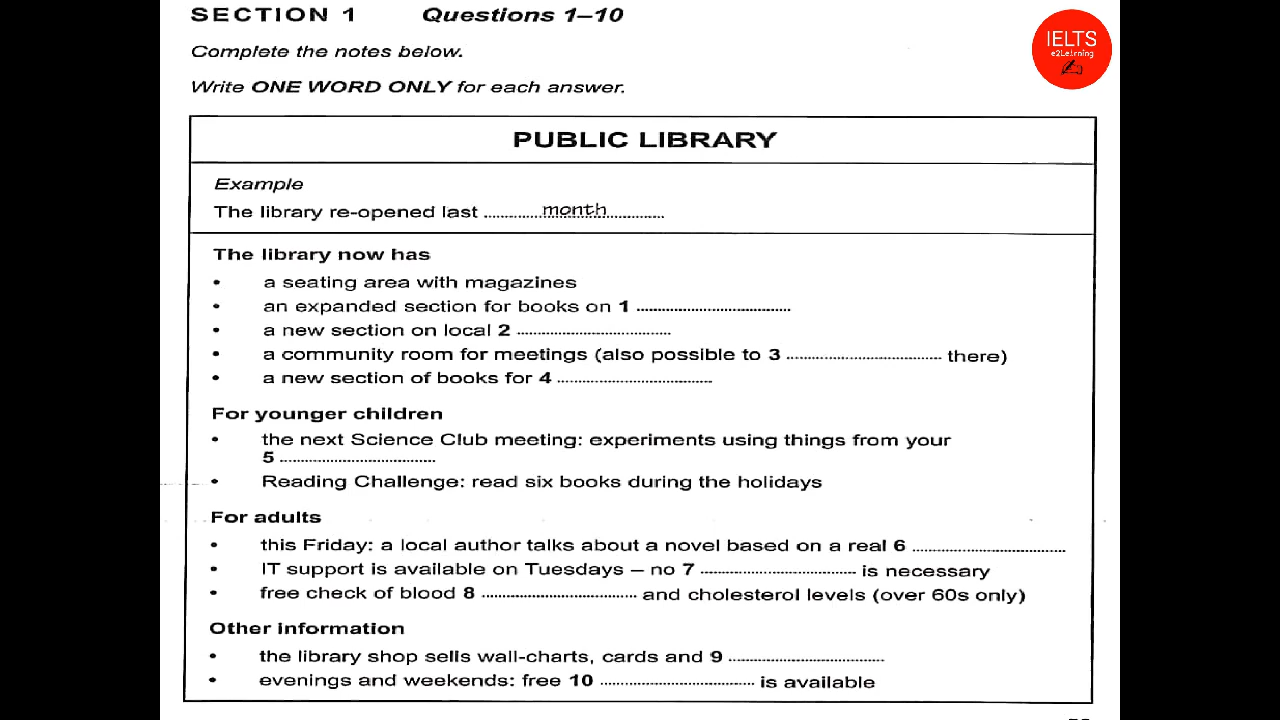 SECTION 1 Questions 1–10
IELTS
e2Le1rning
Complete the notes below.
Write ONE WORD ONLY for each answer.
PUBLIC LIBRARY
Example
The library re-opened last ............month............
The library now has
• a seating area with magazines
• an expanded section for books on 1 ........................
• a new section on local 2 ........................
• a community room for meetings (also possible to 3 ........................ there)
• a new section of books for 4 ........................
For younger children
• the next Science Club meeting: experiments using things from your
5 ........................
• Reading Challenge: read six books during the holidays
For adults
• this Friday: a local author talks about a novel based on a real 6 ........................
• IT support is available on Tuesdays – no 7 ........................ is necessary
• free check of blood 8 ........................ and cholesterol levels (over 60s only)
Other information
• the library shop sells wall-charts, cards and 9 ........................
• evenings and weekends: free 10 ........................ is available